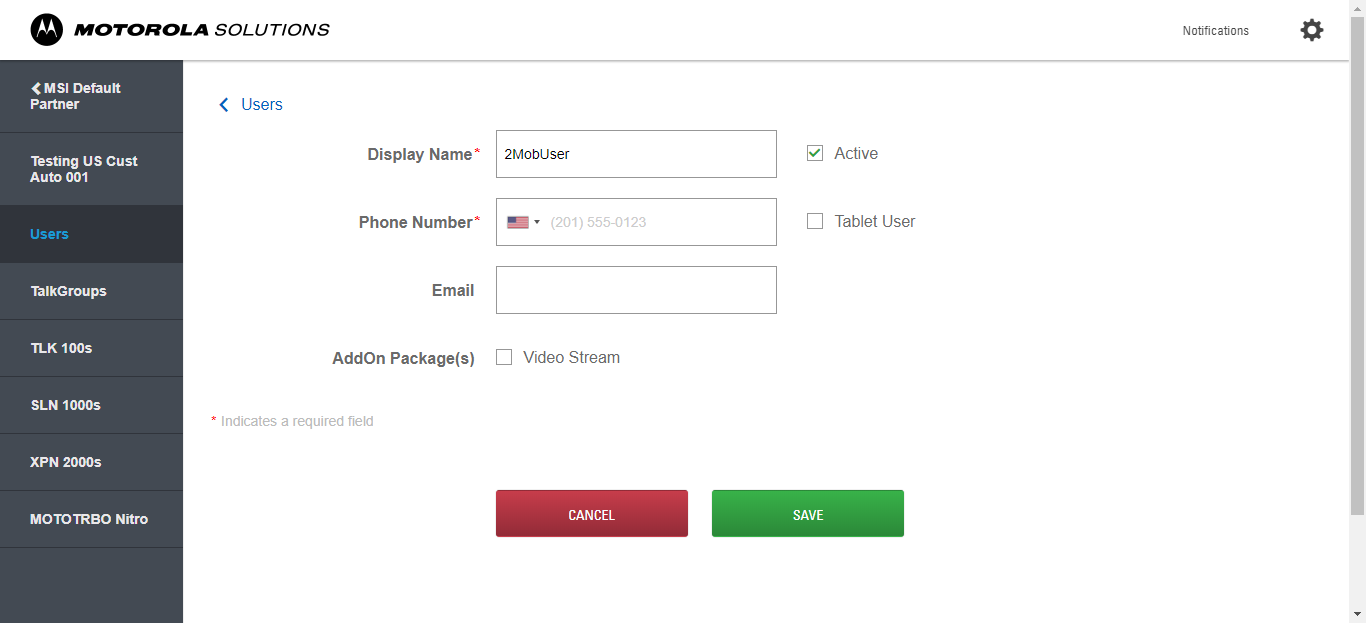 MOTOROLA SOLUTIONS
Notifications
MSI Default
Partner
Testing US Cust
Auto 001
Users
TalkGroups
TLK 100s
SLN 1000s
XPN 2000s
MOTOTRBO Nitro
Users
Display Name* 2MobUser Active
Phone Number* (201) 555-0123 Tablet User
Email
AddOn Package(s) Video Stream
* Indicates a required field
CANCEL SAVE